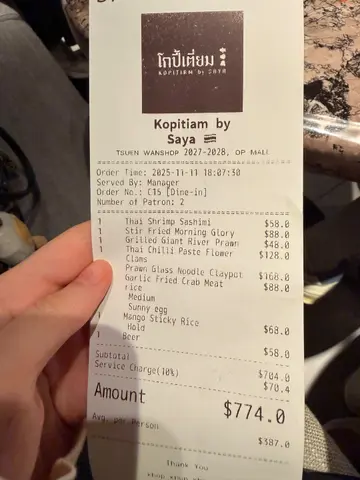 โกปี๊เตี่ยม
KOPITIAM by SAYA
Kopitiam by
Saya
TSUEN WANSHOP 2027-2028, OP MALL
Order Time: 2025-11-11 18:07:30
Served By: Manager
Order No.: C15 [Dine-in]
Number of Patron: 2
1 Thai Shrimp Sashimi $58.0
1 Stir Fried Morning Glory $88.0
1 Grilled Giant River Prawn $48.0
1 Thai Chilli Paste Flower $128.0
Clams
Prawn Glass Noodle Claypot $168.0
Garlic Fried Crab Meat $88.0
rice
Medium
Sunny egg
Mango Sticky Rice $68.0
Hold
1 Beer $58.0
Subtotal $704.0
Service Charge(10%) $70.4
Amount $774.0
Avg. per Person $387.0
Thank You